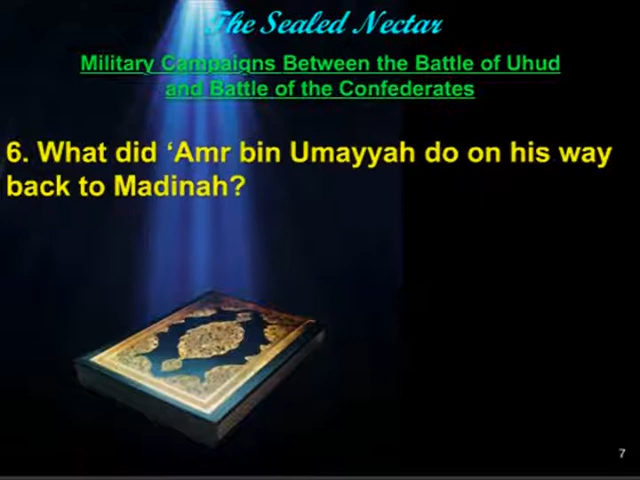 The Sealed Nectar
Military Campaigns Between the Battle of Uhud
and Battle of the Confederates
6. What did ‘Amr bin Umayyah do on his way
back to Madinah?
7